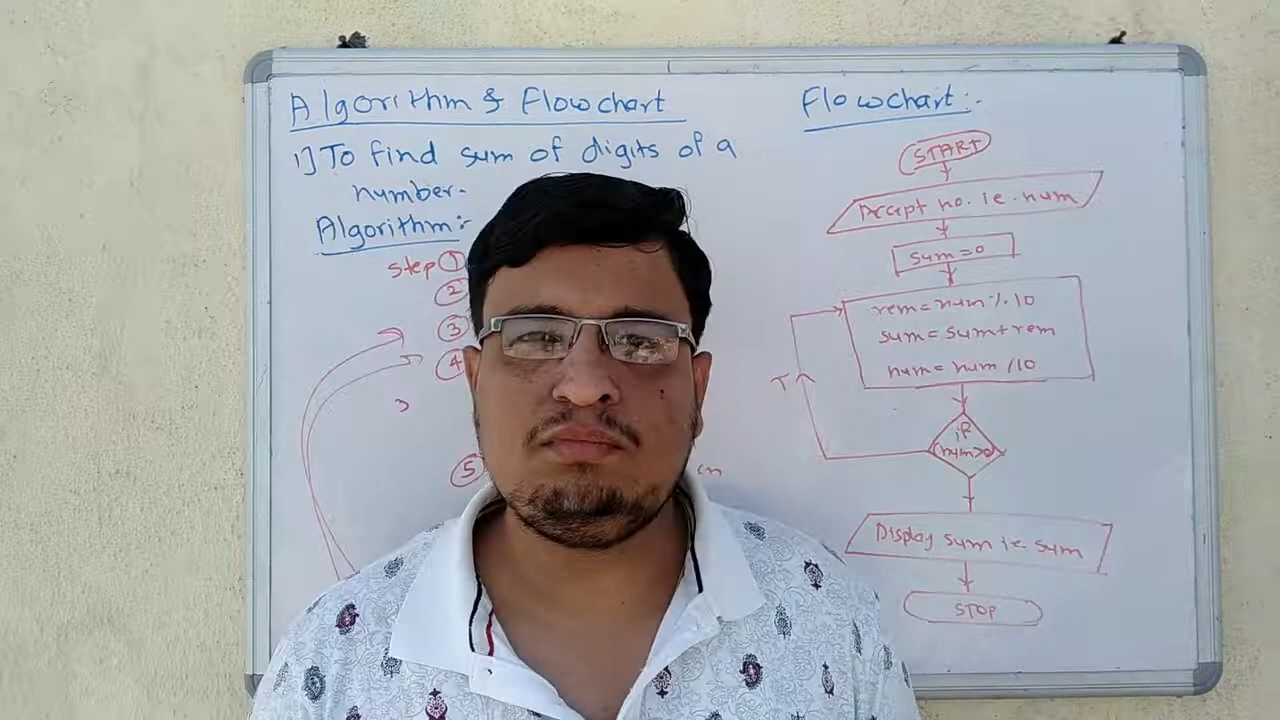 Algorithm & Flowchart
1] To find sum of digits of a
number.
Algorithm:-
Step ①
②
③
④
⑤
Flowchart:-
START
Accept no. i.e. num
sum=0
rem=num%10
sum=sum+rem
num=num/10
T
if
(num>0)
Display sum i.e sum
STOP